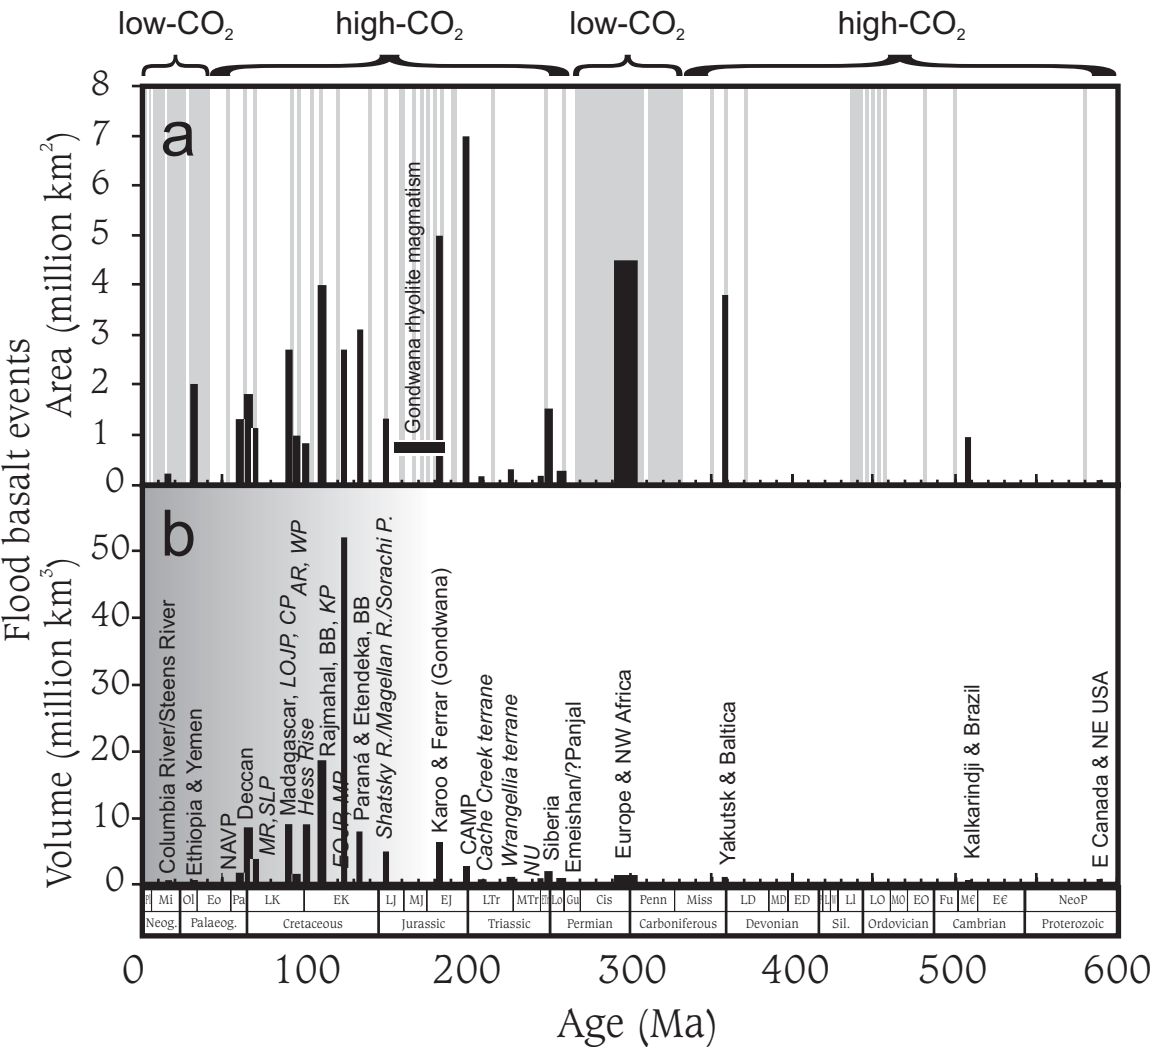 low-CO₂ high-CO₂ low-CO₂ high-CO₂
a
Flood basalt events
Area (million km²)
8
7
6
5
4
3
2
1
0
Gondwana rhyolite magmatism
b
Volume (million km³)
50
40
30
20
10
0
Columbia River/Steens River
Ethiopia & Yemen
NAVP
Deccan
MR,SLP
Madagascar, LOJP, CP
AR, WP
Hess Rise
Rajmahal, BB, KP
EOJP, MP
Paraná & Etendeka, BB
Shatsky R./Magellan R./Sorachi P.
Karoo & Ferrar (Gondwana)
CAMP
Cache Creek terrane
Wrangellia terrane
NU
Siberia
Emeishan/?Panjal
Europe & NW Africa
Yakutsk & Baltica
Kalkarindji & Brazil
E Canada & NE USA
Mi Ol Eo Pa LK EK LJ MJ EJ LTr MTr Lo Gu Cis Penn Miss LD MD ED Ll LO MO EO Fu M€ E€ NeoP
Neog. Palaeog. Cretaceous Jurassic Triassic Permian Carboniferous Devonian Sil. Ordovician Cambrian Proterozoic
0 100 200 300 400 500 600
Age (Ma)